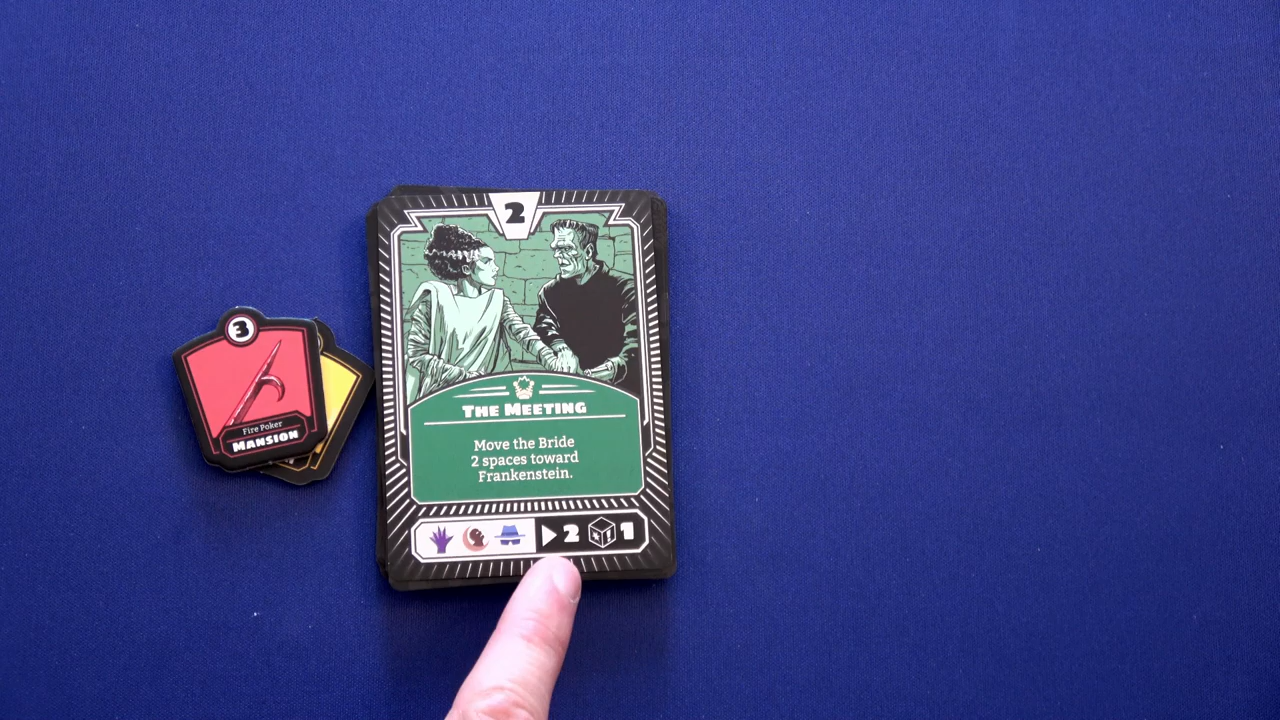 2
THE MEETING
Move the Bride
2 spaces toward
Frankenstein.
2 1
3
Fire Poker
MANSION